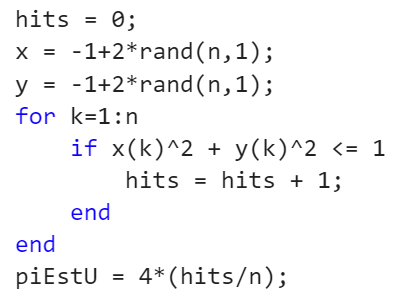 hits = 0;
x = -1+2*rand(n,1);
y = -1+2*rand(n,1);
for k=1:n
    if x(k)^2 + y(k)^2 <= 1
        hits = hits + 1;
    end
end
piEstU = 4*(hits/n);